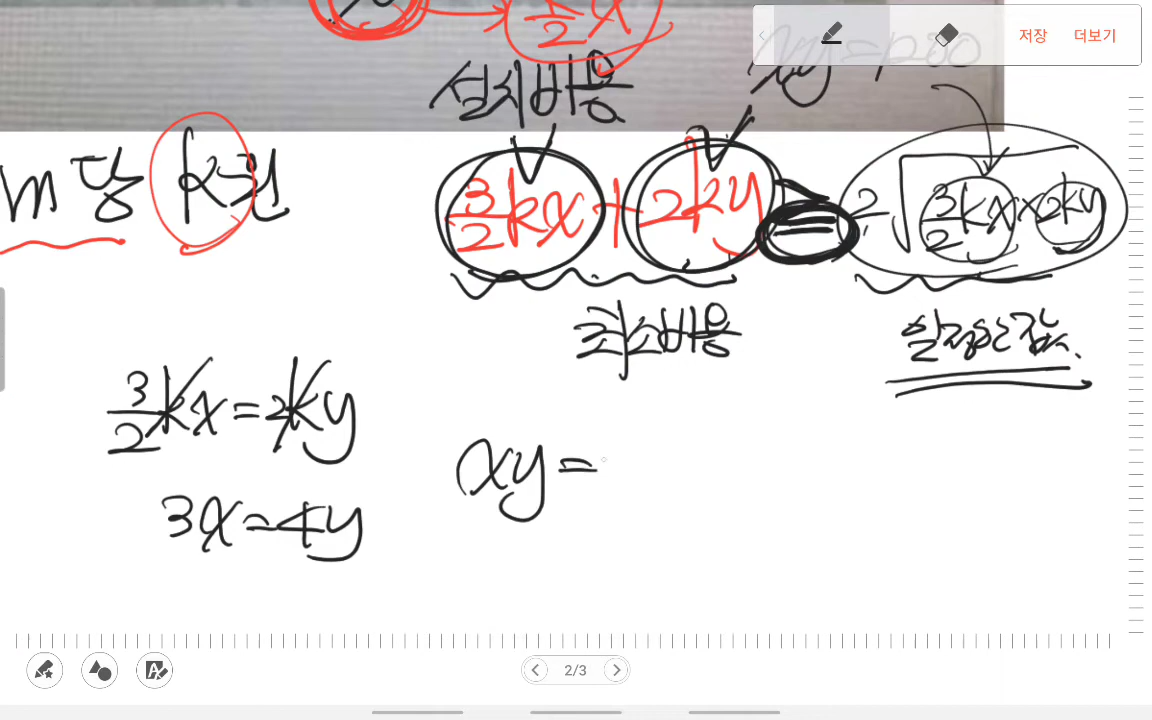 저장 더보기
설치비용
m당 k원
3/2kx + 2ky = 2√(3/2kx × 2ky)
최소비용
일정한 값.
3/2kx = 2ky
3x = 4y
xy =
2/3